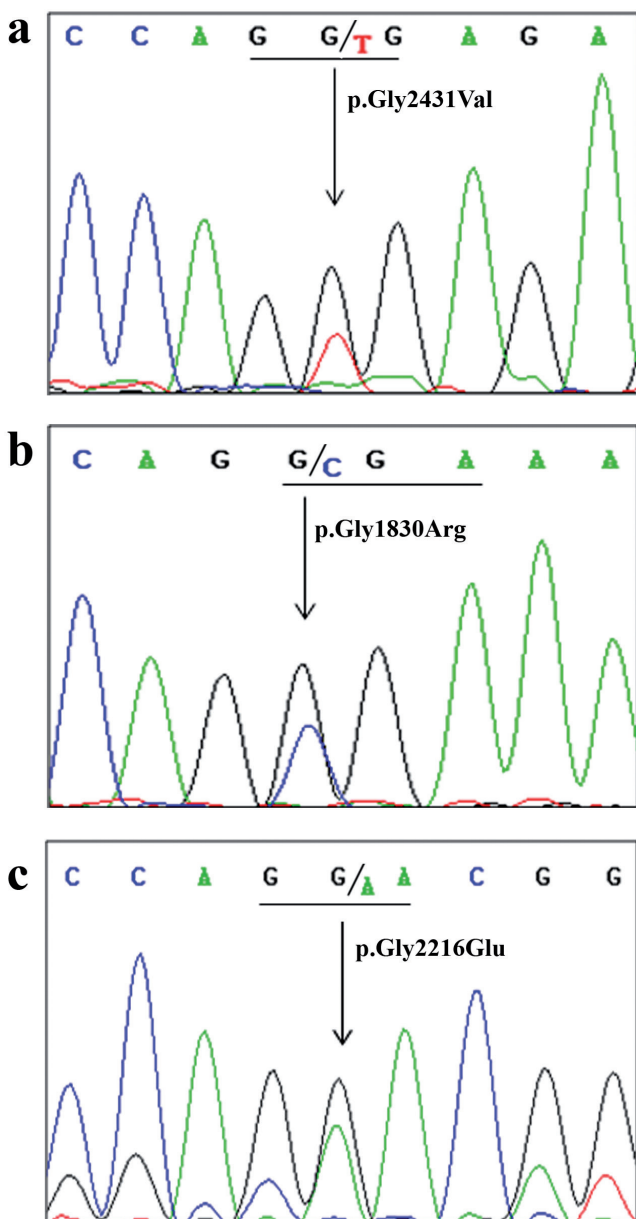 a
C C A G G/T G A G A
p.Gly2431Val
b
C A G G/C G A A A
p.Gly1830Arg
c
C C A G G/A A C G G
p.Gly2216Glu